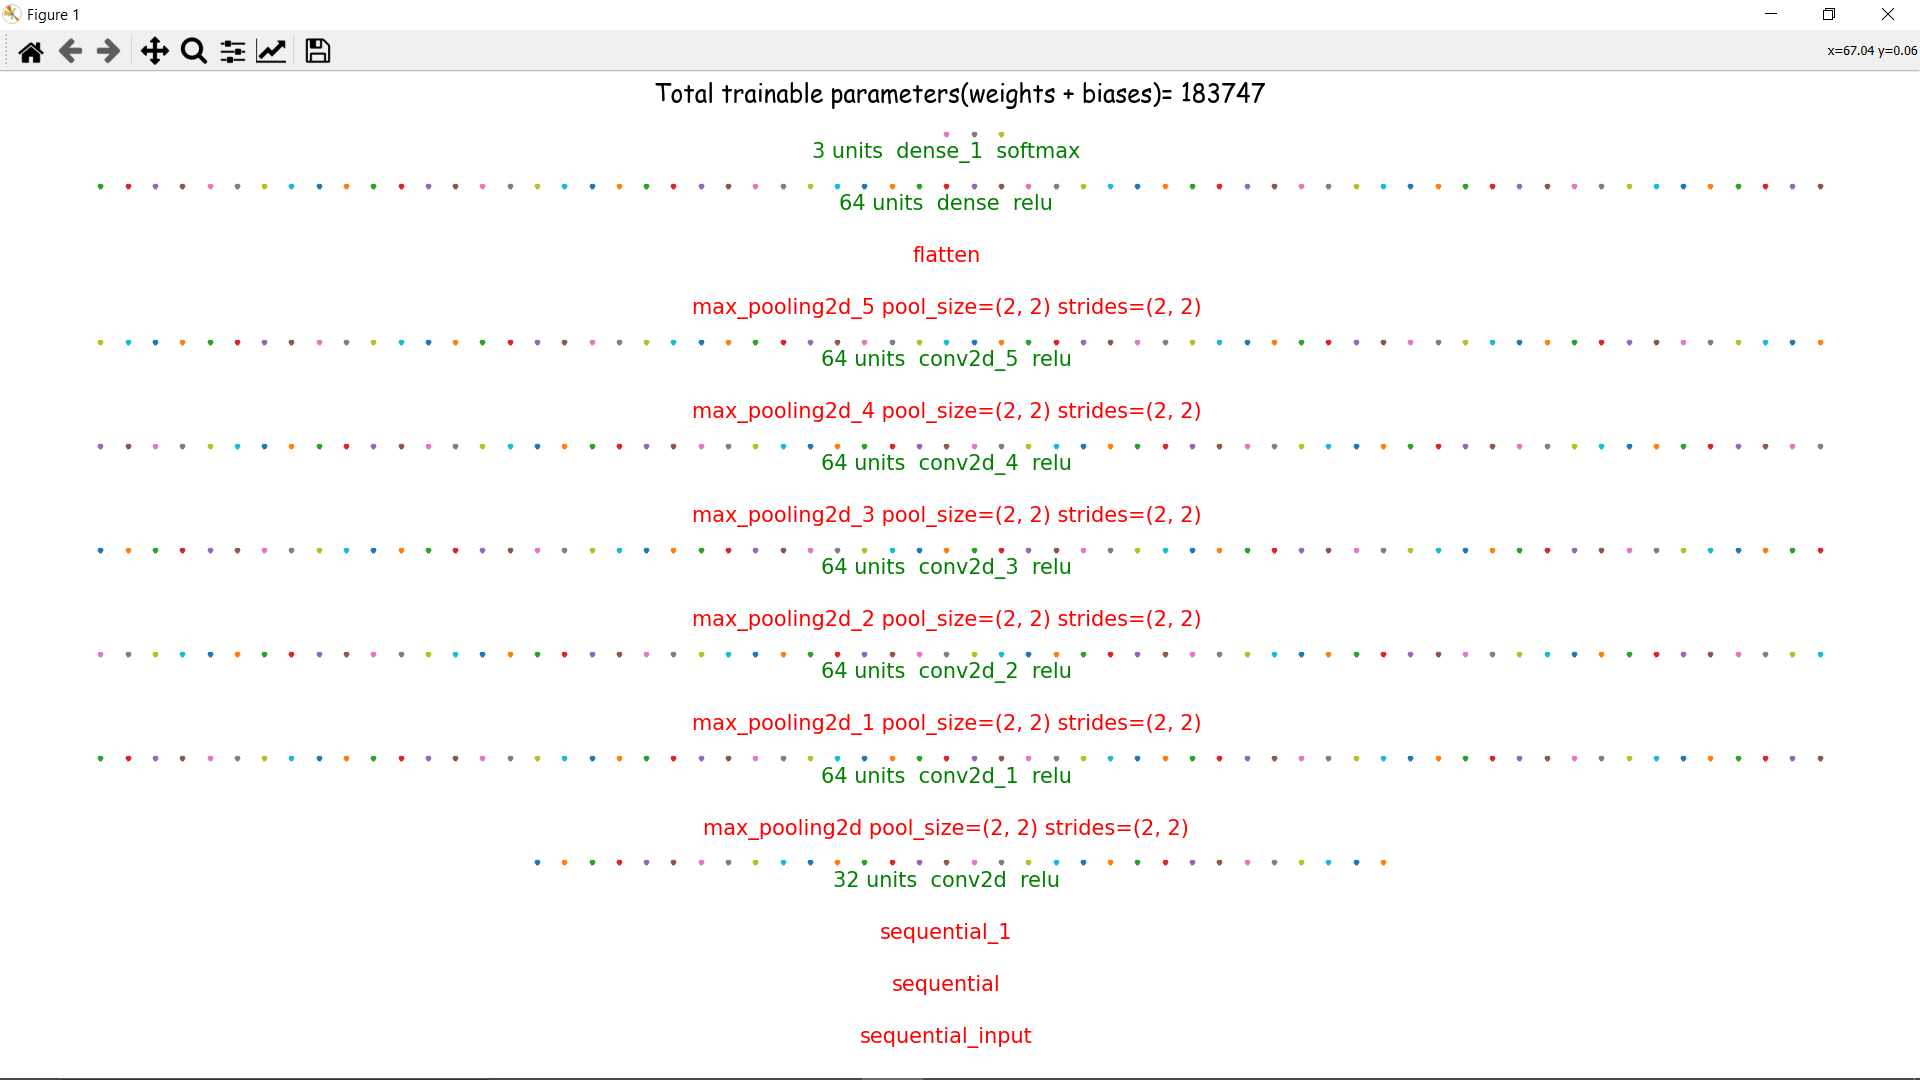 Figure 1
x=67.04 y=0.06
Total trainable parameters(weights + biases)= 183747
3 units  dense_1  softmax
64 units  dense  relu
flatten
max_pooling2d_5 pool_size=(2, 2) strides=(2, 2)
64 units  conv2d_5  relu
max_pooling2d_4 pool_size=(2, 2) strides=(2, 2)
64 units  conv2d_4  relu
max_pooling2d_3 pool_size=(2, 2) strides=(2, 2)
64 units  conv2d_3  relu
max_pooling2d_2 pool_size=(2, 2) strides=(2, 2)
64 units  conv2d_2  relu
max_pooling2d_1 pool_size=(2, 2) strides=(2, 2)
64 units  conv2d_1  relu
max_pooling2d pool_size=(2, 2) strides=(2, 2)
32 units  conv2d  relu
sequential_1
sequential
sequential_input